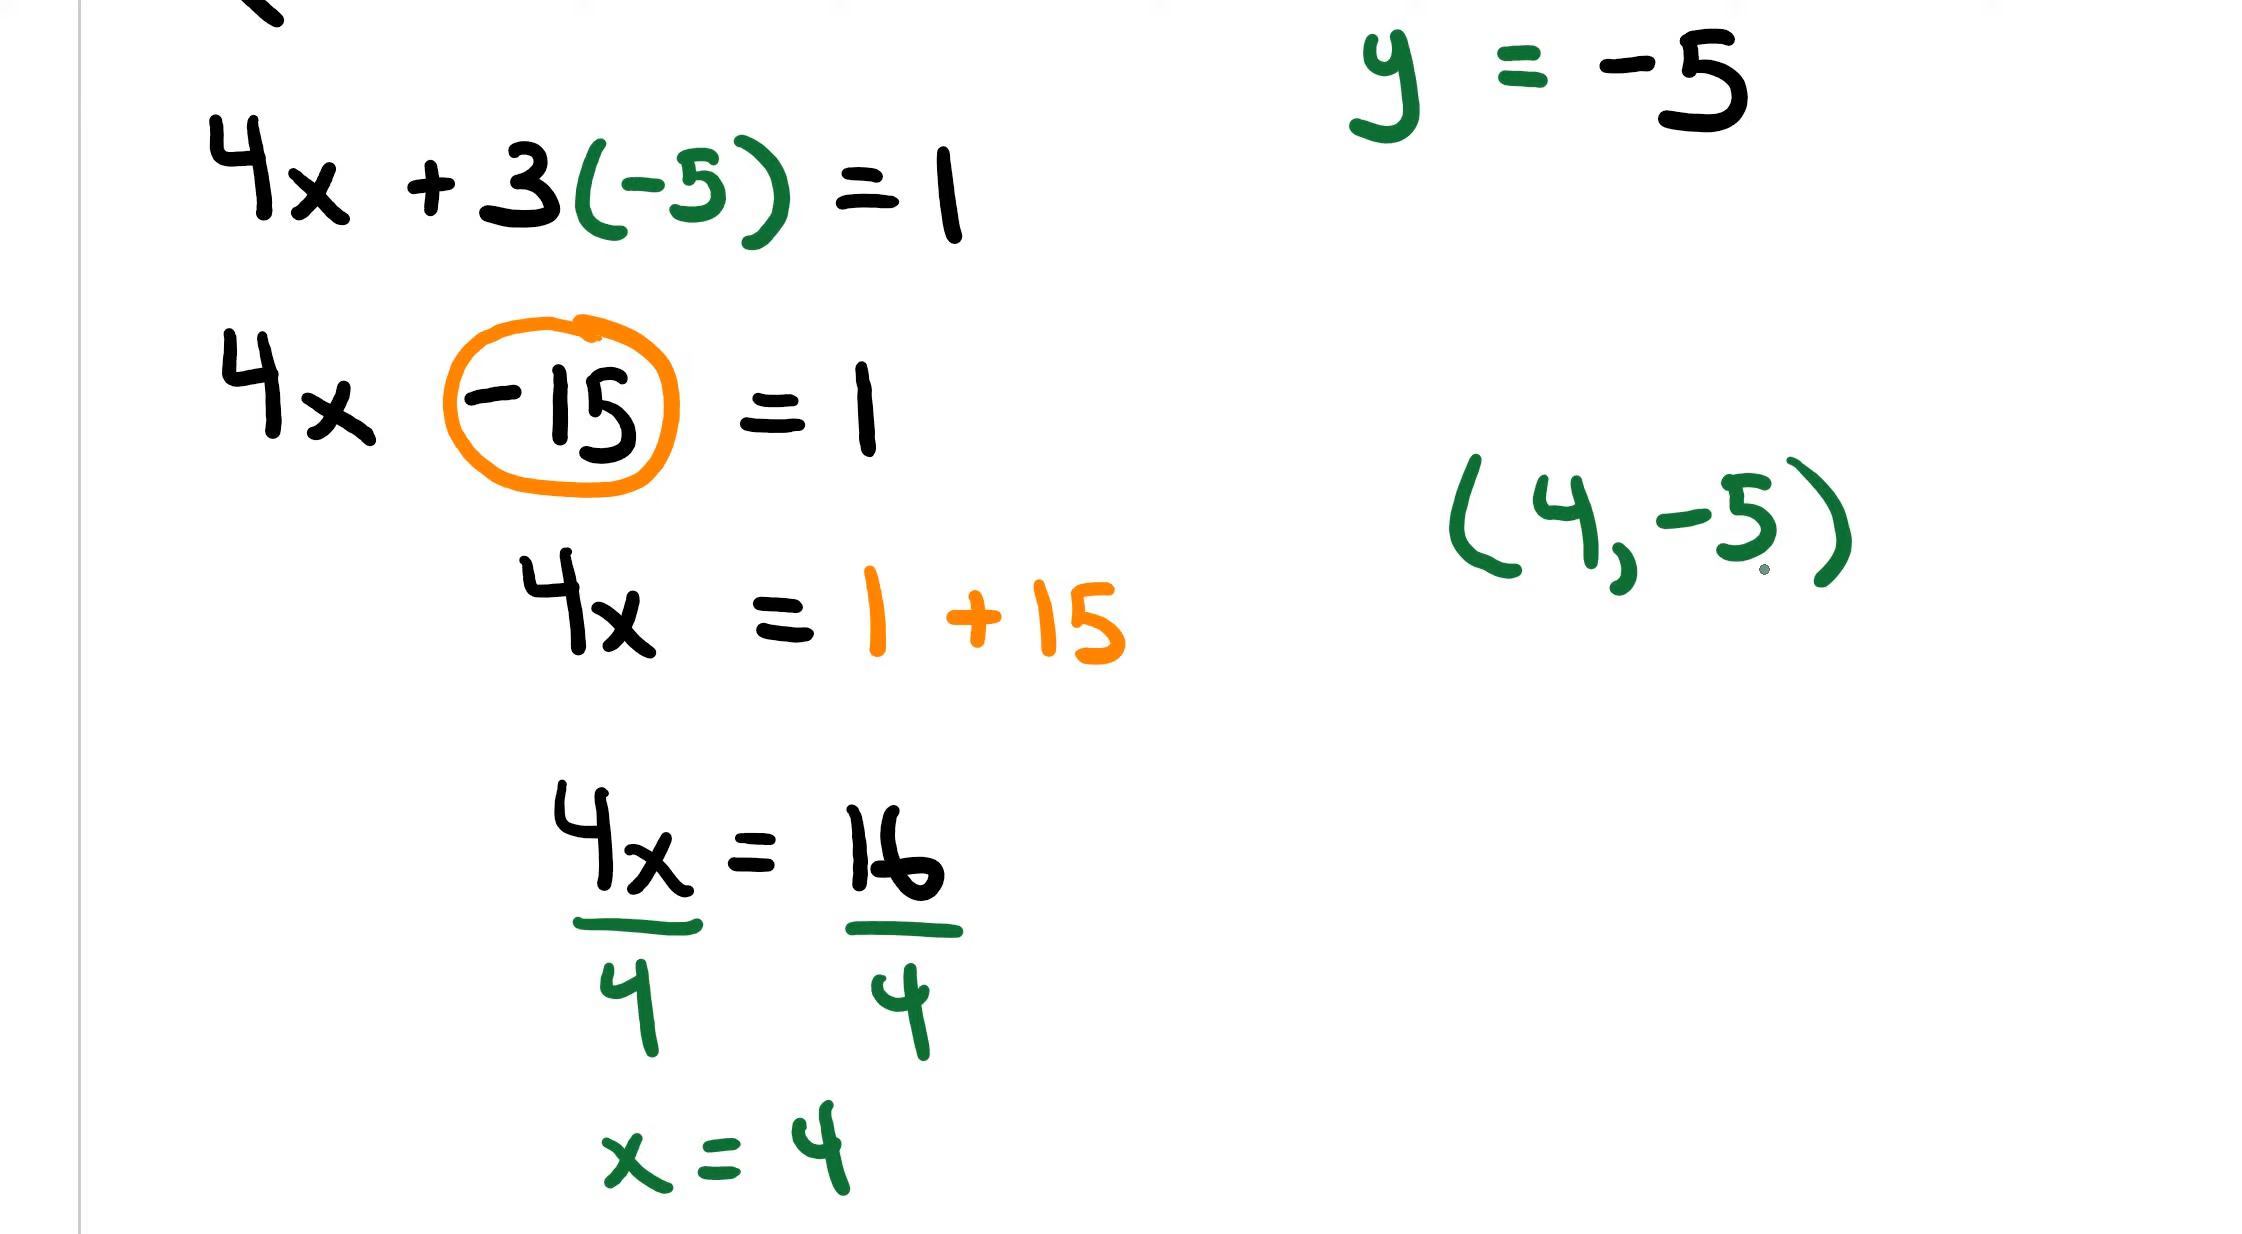 y = -5
4x + 3(-5) = 1
4x -15 = 1
(4, -5)
4x = 1 + 15
4x = 16
4 4
x = 4